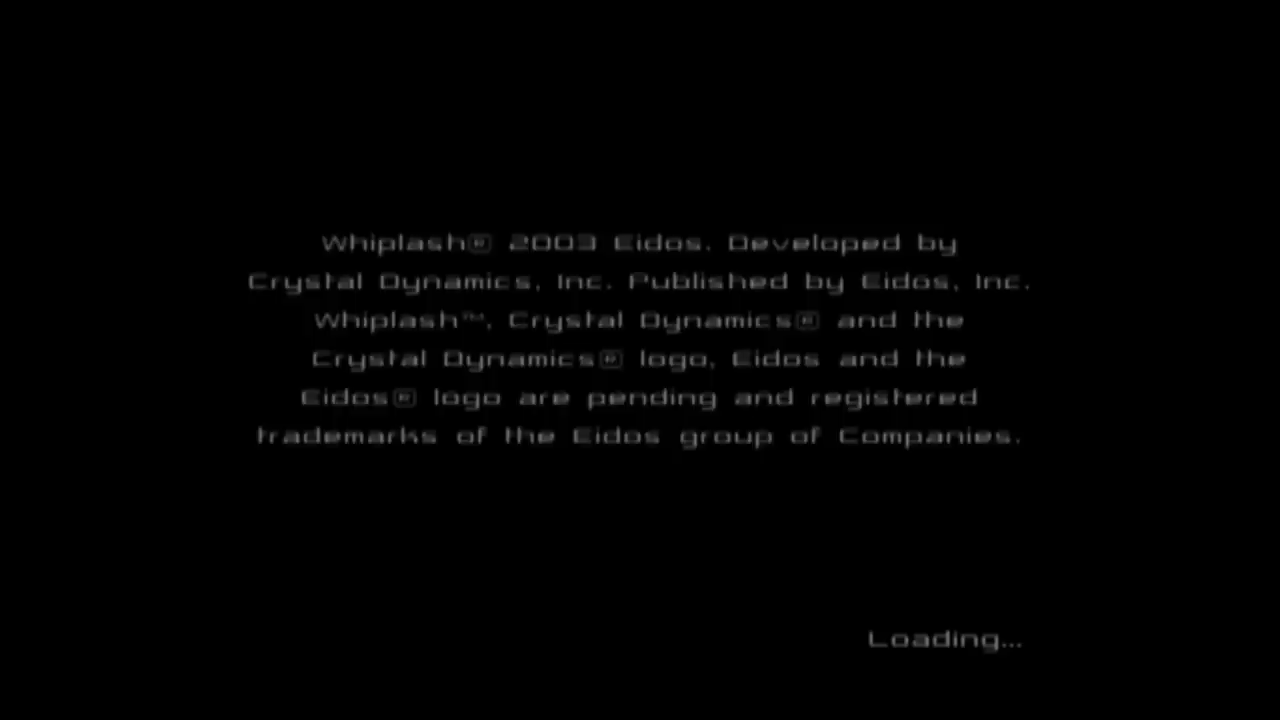 Whiplash® 2003 Eidos. Developed by
Crystal Dynamics, Inc. Published by Eidos, Inc.
Whiplash™, Crystal Dynamics® and the
Crystal Dynamics® logo, Eidos and the
Eidos® logo are pending and registered
trademarks of the Eidos group of Companies.
Loading...